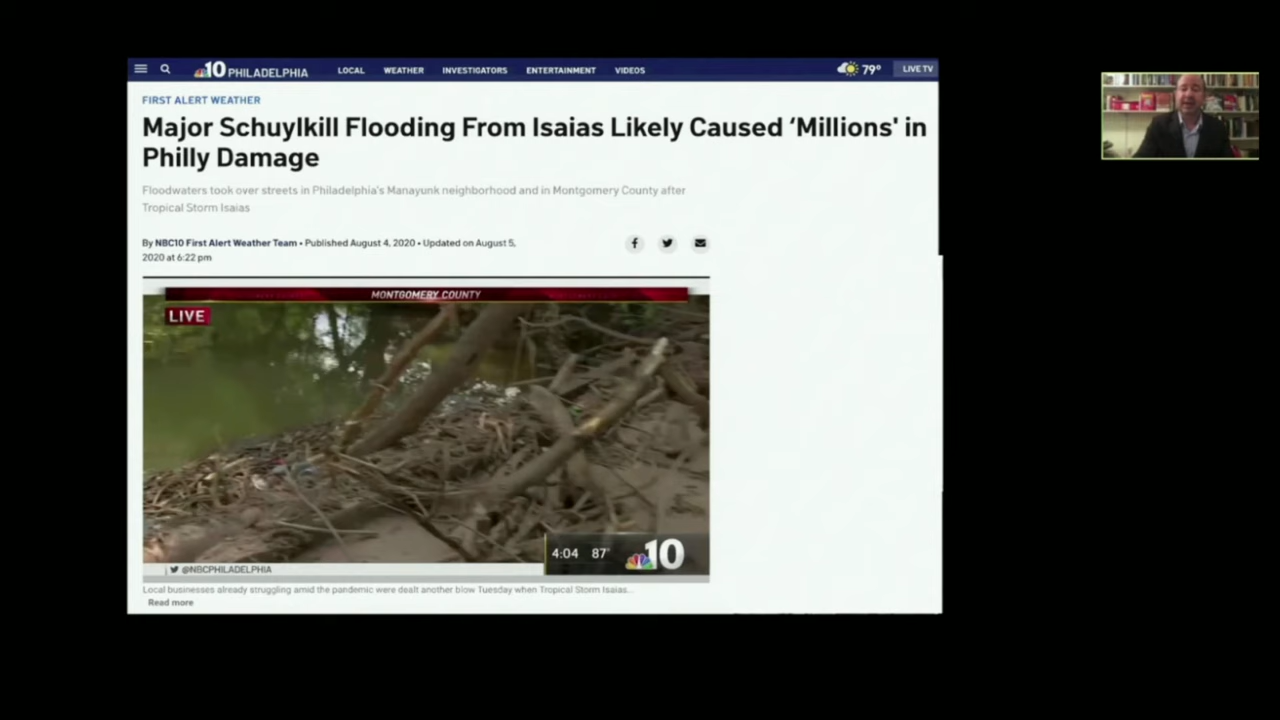 10 PHILADELPHIA LOCAL WEATHER INVESTIGATORS ENTERTAINMENT VIDEOS 79° LIVE TV
FIRST ALERT WEATHER
Major Schuylkill Flooding From Isaias Likely Caused ‘Millions' in
Philly Damage
Floodwaters took over streets in Philadelphia's Manayunk neighborhood and in Montgomery County after
Tropical Storm Isaias
By NBC10 First Alert Weather Team • Published August 4, 2020 • Updated on August 5,
2020 at 6:22 pm
MONTGOMERY COUNTY
LIVE
4:04 87° 10
@NBCPHILADELPHIA
Local businesses already struggling amid the pandemic were dealt another blow Tuesday when Tropical Storm Isaias...
Read more